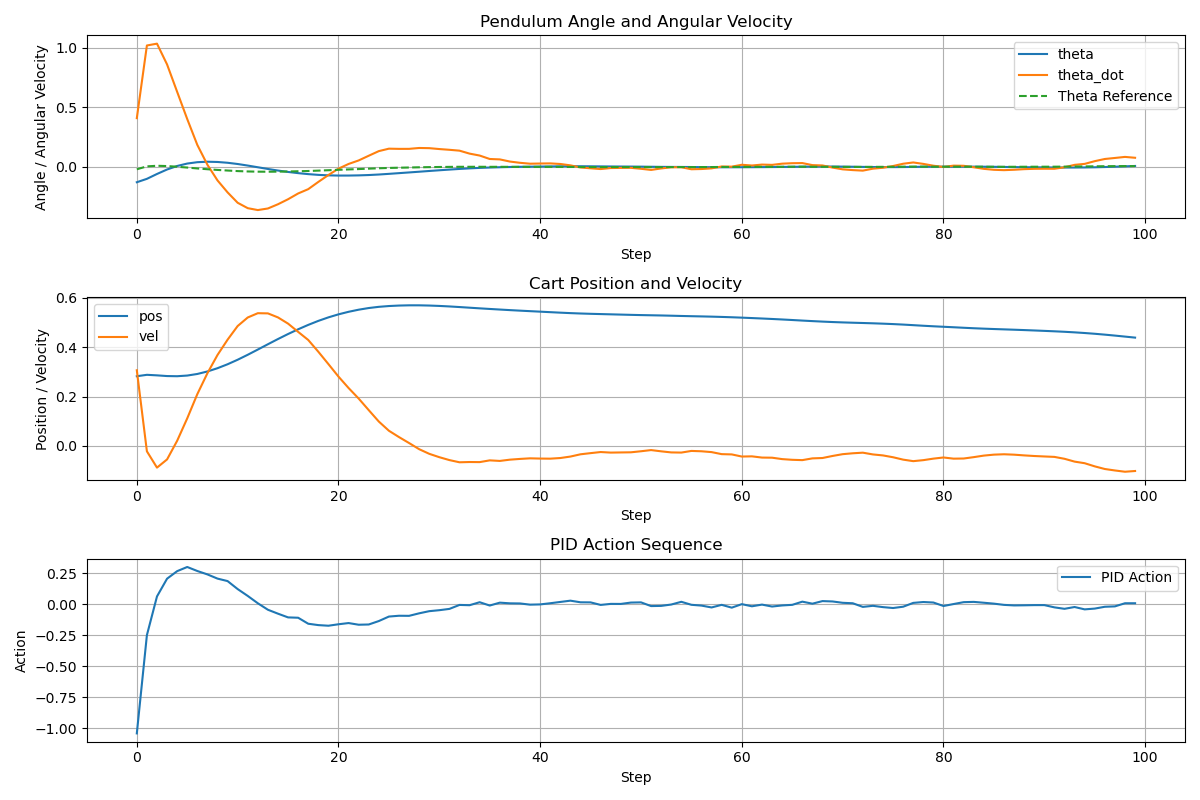 Pendulum Angle and Angular Velocity
Angle / Angular Velocity
1.0
0.5
0.0
theta
theta_dot
Theta Reference
0 20 40 60 80 100
Step
Cart Position and Velocity
Position / Velocity
0.6
0.4
0.2
0.0
pos
vel
0 20 40 60 80 100
Step
PID Action Sequence
Action
0.25
0.00
−0.25
−0.50
−0.75
−1.00
PID Action
0 20 40 60 80 100
Step